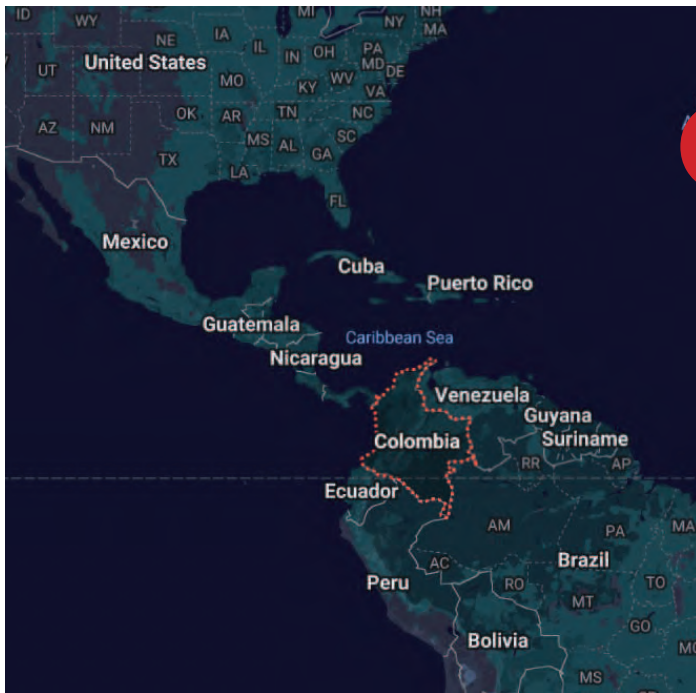 ID
WY
MI
NH
NE
IA
NY
MA
United States
IL
IN
OH
PA
UT
MD
DE
MO
KY
WV
VA
AZ
NM
OK
AR
TN
NC
MS
AL
SC
TX
GA
LA
FL
Mexico
Cuba
Puerto Rico
Guatemala
Caribbean Sea
Nicaragua
Venezuela
Guyana
Colombia
Suriname
RR
AP
Ecuador
AM
PA
MA
AC
Brazil
Peru
RO
TO
MT
GO
Bolivia
MS